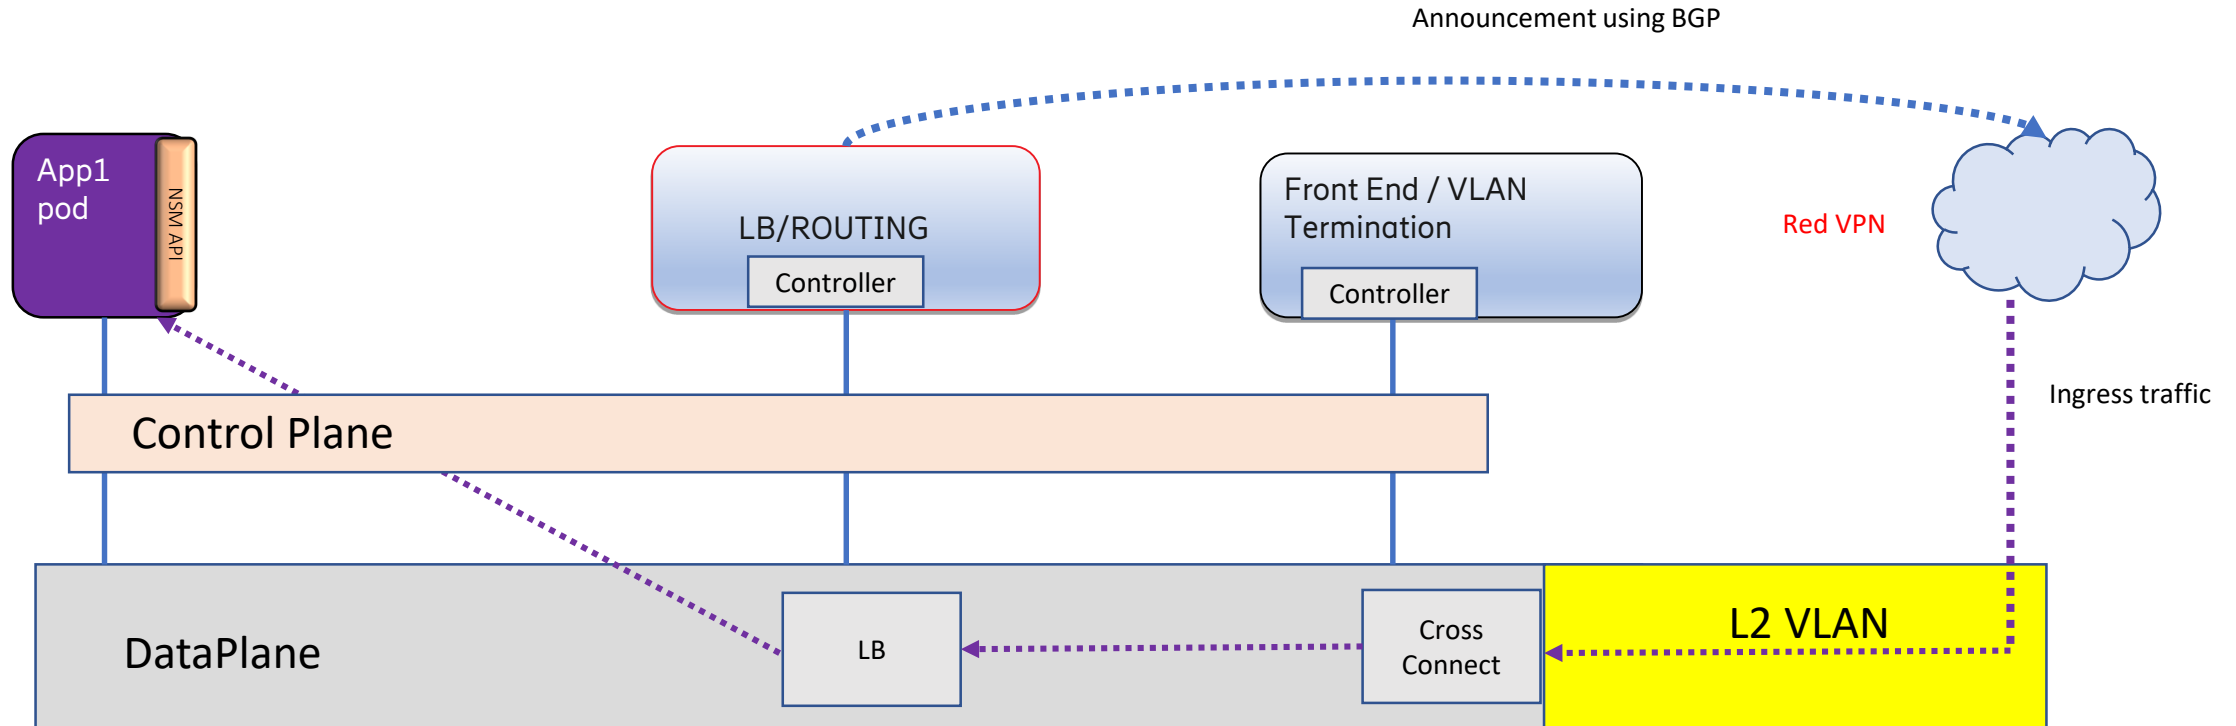 Announcement using BGP
App1
pod
NSM API
LB/ROUTING
Controller
Front End / VLAN
Termination
Controller
Red VPN
Ingress traffic
Control Plane
DataPlane
LB
Cross
Connect
L2 VLAN